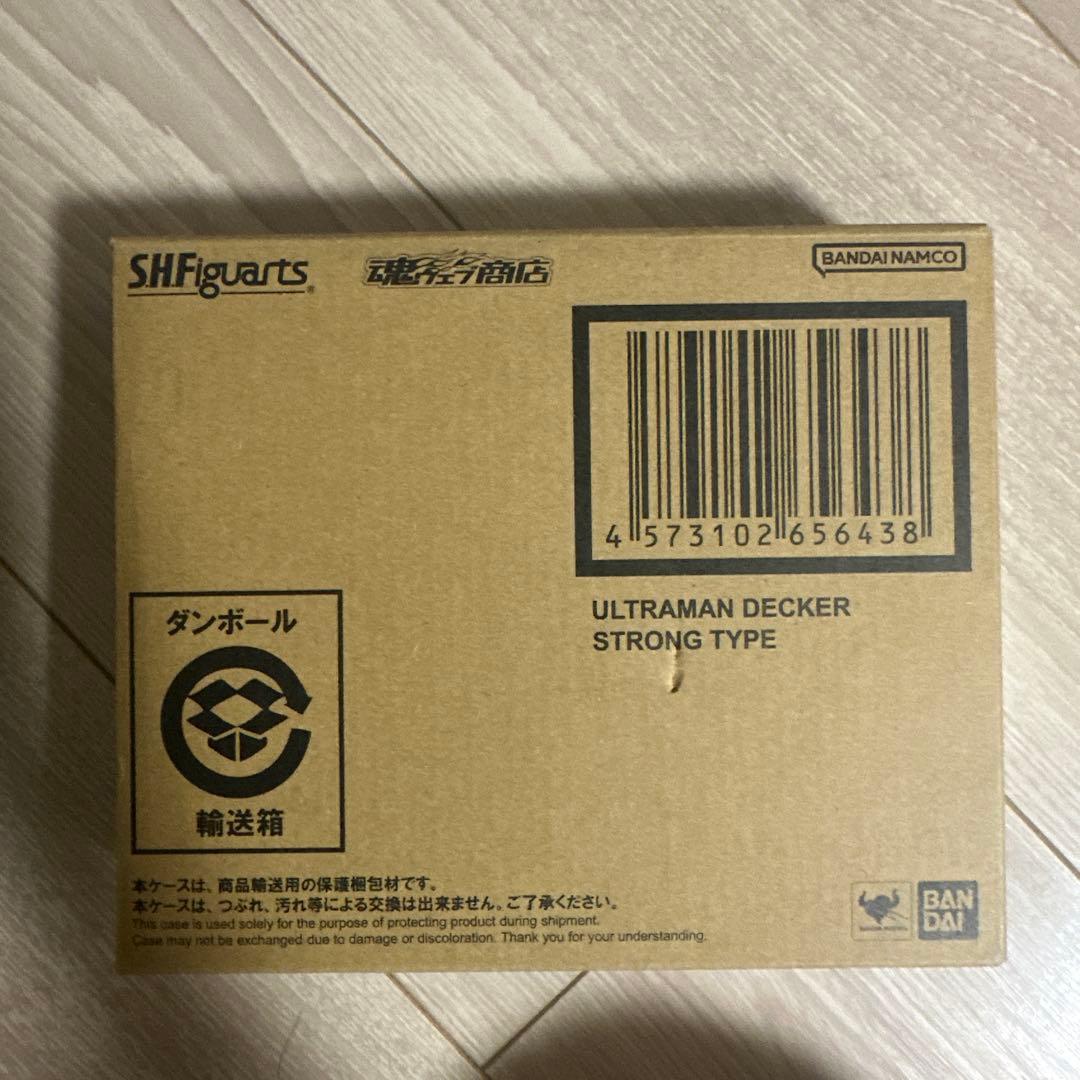 S.H.Figuarts®
魂ウェブ商店
BANDAI NAMCO
4 573102 656438
ULTRAMAN DECKER
STRONG TYPE
ダンボール
輸送箱
本ケースは、商品輸送用の保護梱包材です。
本ケースは、つぶれ、汚れ等による交換は出来ません。ご了承ください。
This case is used solely for the purpose of protecting product during shipment.
Case may not be exchanged due to damage or discoloration. Thank you for your understanding.
BAN
DAI